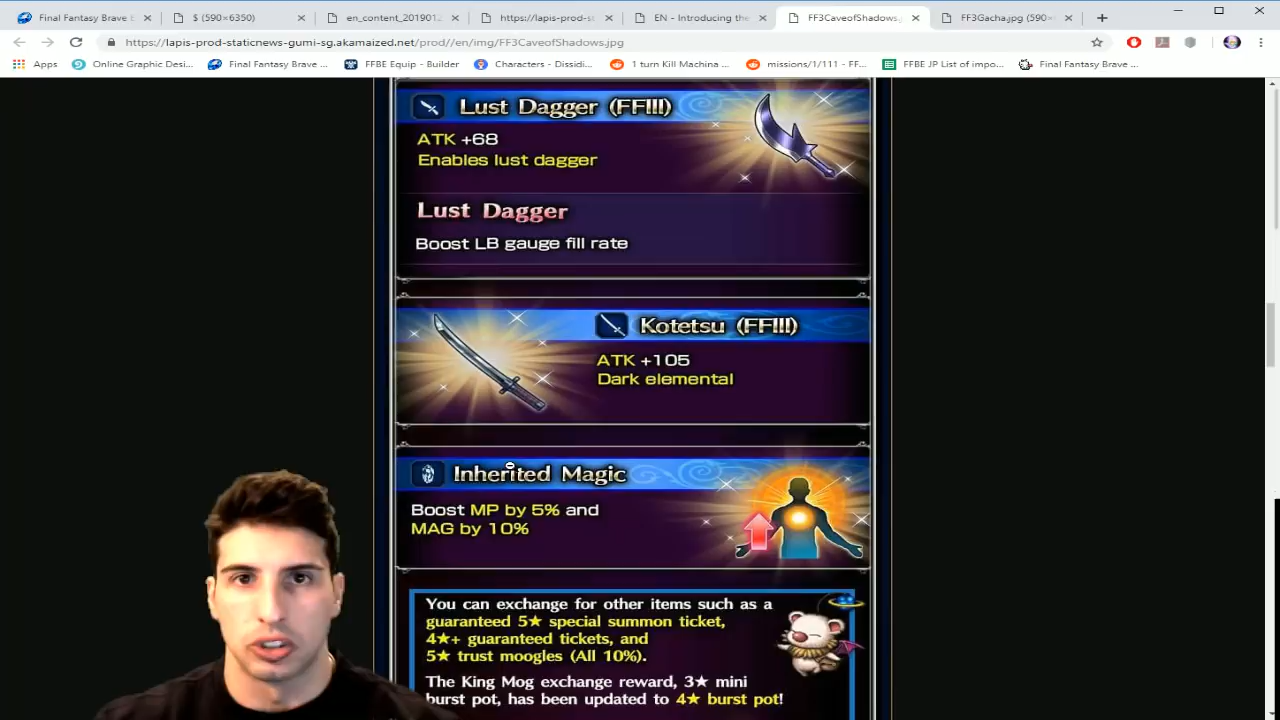 Final Fantasy Brave E
$ (590×6350)
en_content_2019012
https://lapis-prod-st
EN - Introducing the
FF3CaveofShadows.
FF3Gacha.jpg (590×
https://lapis-prod-staticnews-gumi-sg.akamaized.net/prod//en/img/FF3CaveofShadows.jpg
Apps
Online Graphic Desi...
Final Fantasy Brave ...
FFBE Equip - Builder
Characters - Dissidi...
1 turn Kill Machina ...
missions/1/111 - FF...
FFBE JP List of impo...
Final Fantasy Brave ...
Lust Dagger (FFIII)
ATK +68
Enables lust dagger
Lust Dagger
Boost LB gauge fill rate
Kotetsu (FFIII)
ATK +105
Dark elemental
Inherited Magic
Boost MP by 5% and
MAG by 10%
You can exchange for other items such as a
guaranteed 5★ special summon ticket,
4★+ guaranteed tickets, and
5★ trust moogles (All 10%).
The King Mog exchange reward, 3★ mini
burst pot, has been updated to 4★ burst pot!